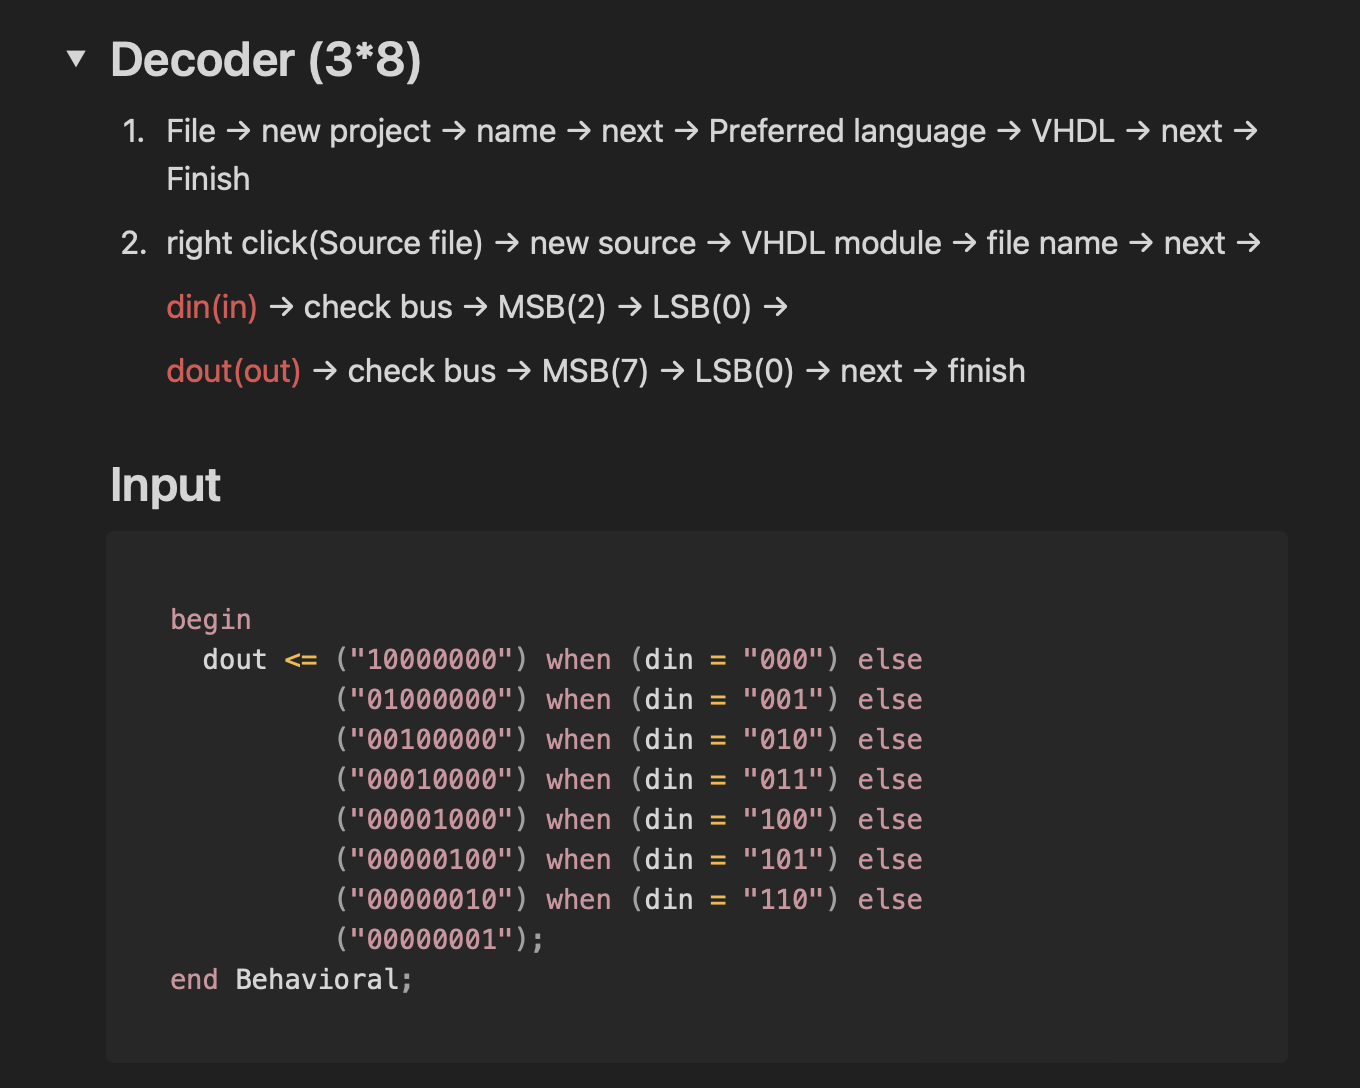 ▼ Decoder (3*8)
1. File → new project → name → next → Preferred language → VHDL → next →
Finish
2. right click(Source file) → new source → VHDL module → file name → next →
din(in) → check bus → MSB(2) → LSB(0) →
dout(out) → check bus → MSB(7) → LSB(0) → next → finish
Input
begin
  dout <= ("10000000") when (din = "000") else
          ("01000000") when (din = "001") else
          ("00100000") when (din = "010") else
          ("00010000") when (din = "011") else
          ("00001000") when (din = "100") else
          ("00000100") when (din = "101") else
          ("00000010") when (din = "110") else
          ("00000001");
end Behavioral;